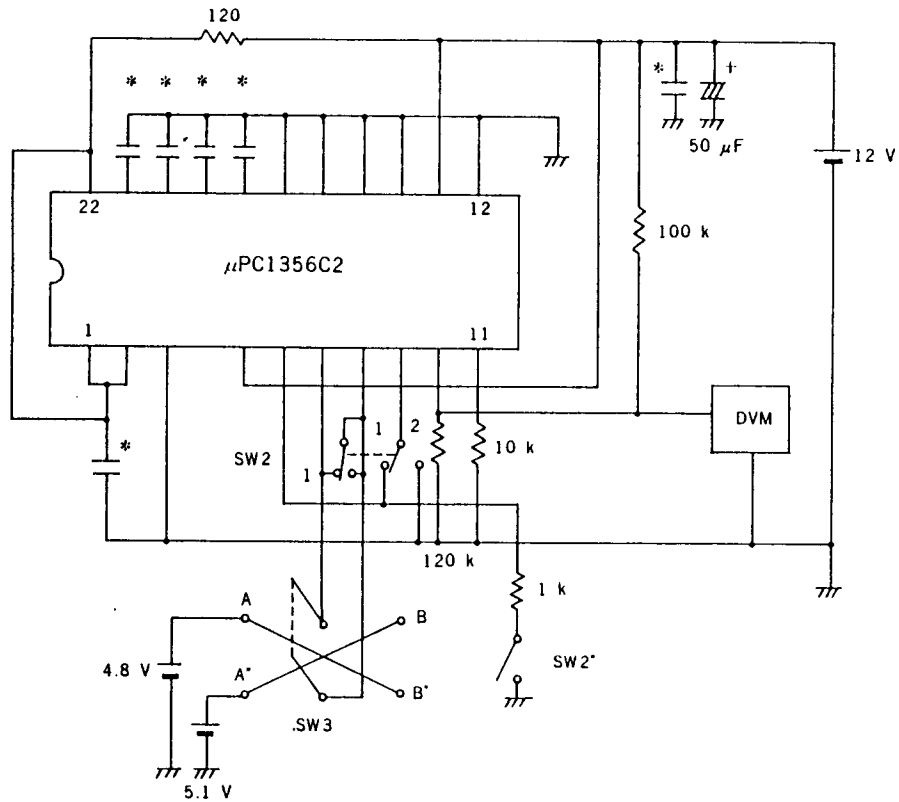 120
* * * *
* +
50 μF
12 V
22
12
100 k
μPC1356C2
1
11
DVM
*
SW2
1
2
1
10 k
120 k
1 k
A
B
4.8 V
A"
B"
SW2"
.SW3
5.1 V